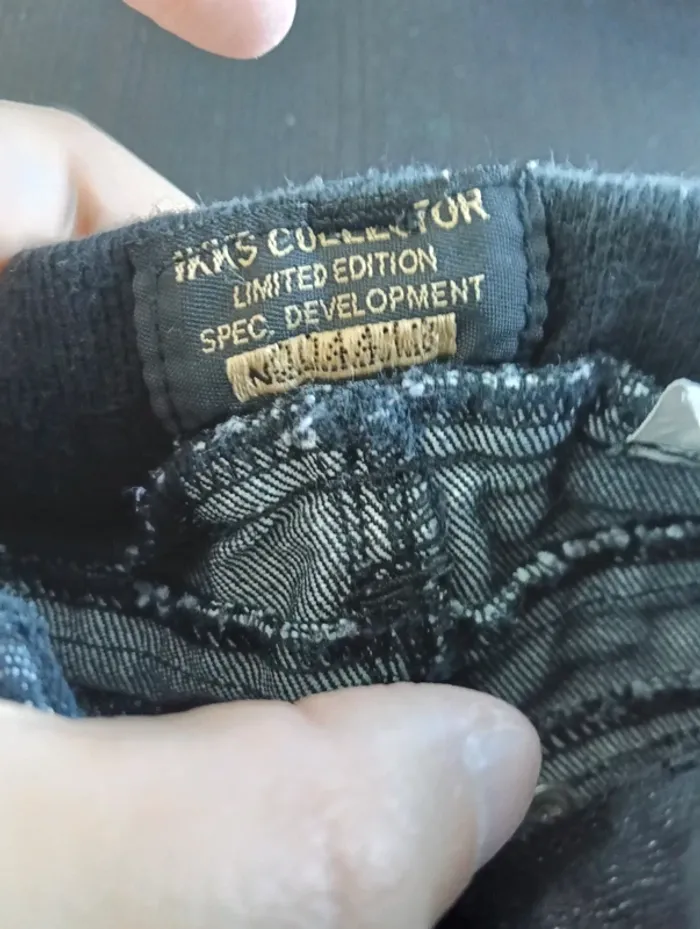 IKKS COLLECTOR
LIMITED EDITION
SPEC. DEVELOPMENT